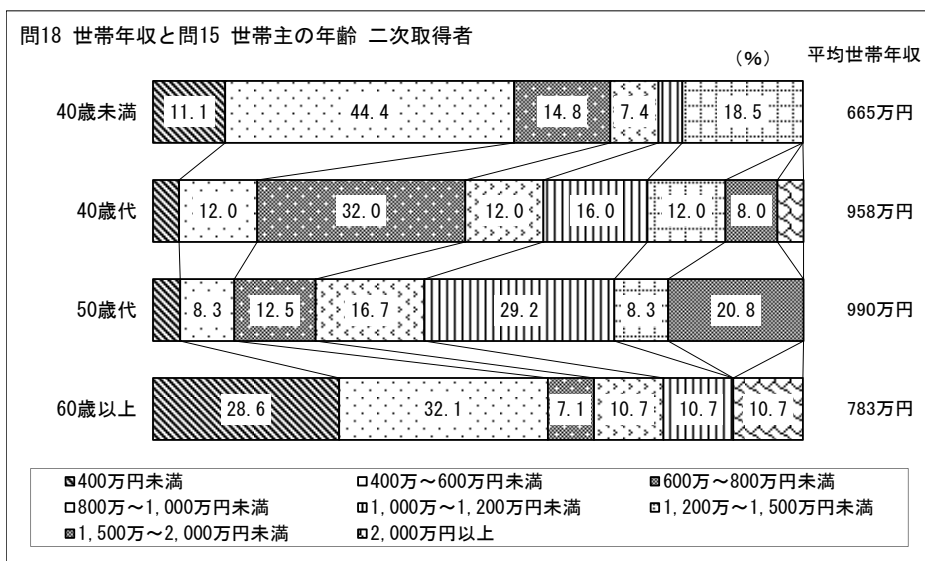 問18 世帯年収と問15 世帯主の年齢 二次取得者
（%） 平均世帯年収
40歳未満 11.1 44.4 14.8 7.4 18.5 665万円
40歳代 12.0 32.0 12.0 16.0 12.0 8.0 958万円
50歳代 8.3 12.5 16.7 29.2 8.3 20.8 990万円
60歳以上 28.6 32.1 7.1 10.7 10.7 10.7 783万円
400万円未満 400万～600万円未満 600万～800万円未満
800万～1,000万円未満 1,000万～1,200万円未満 1,200万～1,500万円未満
1,500万～2,000万円未満 2,000万円以上